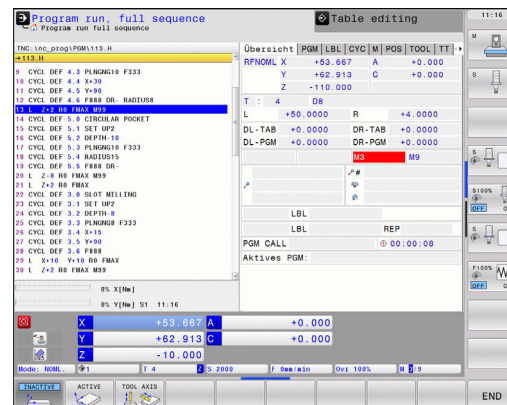 Program run, full sequence
Program run, full sequence
Table editing
11:16
TNC: \nc_prog\PGM\113.H
→113.H
9 CYCL DEF 4.3 PLNGNG10 F333
10 CYCL DEF 4.4 X+30
11 CYCL DEF 4.5 Y+90
12 CYCL DEF 4.6 F888 DR- RADIUS8
13 L Z+2 R0 FMAX M99
14 CYCL DEF 5.0 CIRCULAR POCKET
15 CYCL DEF 5.1 SET UP2
16 CYCL DEF 5.2 DEPTH-10
17 CYCL DEF 5.3 PLNGNG10 F333
18 CYCL DEF 5.4 RADIUS15
19 CYCL DEF 5.5 F888 DR-
20 L Z-8 R0 FMAX M99
21 L Z+2 R0 FMAX
22 CYCL DEF 3.0 SLOT MILLING
23 CYCL DEF 3.1 SET UP2
24 CYCL DEF 3.2 DEPTH-8
25 CYCL DEF 3.3 PLNGNG8 F333
26 CYCL DEF 3.4 X+15
27 CYCL DEF 3.5 Y+90
28 CYCL DEF 3.6 F888
29 L X+10 Y+10 R0 FMAX
30 L Z+2 R0 FMAX M99
0% X[Nm]
0% Y[Nm] S1 11:16
Übersicht PGM LBL CYC M POS TOOL TT
RFNOML X +53.667 A +0.000
Y +62.913 C +0.000
Z -110.000
T : 4 D8
L +50.0000 R +4.0000
DL-TAB +0.0000 DR-TAB +0.0000
DL-PGM +0.0000 DR-PGM +0.0000
M3 M9
P#
LBL
LBL REP
PGM CALL 00:00:08
Aktives PGM:
X +53.667 A +0.000
Y +62.913 C +0.000
Z -10.000
Mode: NOML. 1 T 4 Z S 2000 F 0mm/min Ovr 100% M 3/9
INACTIVE
ACTIVE
TOOL AXIS
END
M
S
S
S100%
OFF
S
F100%
OFF